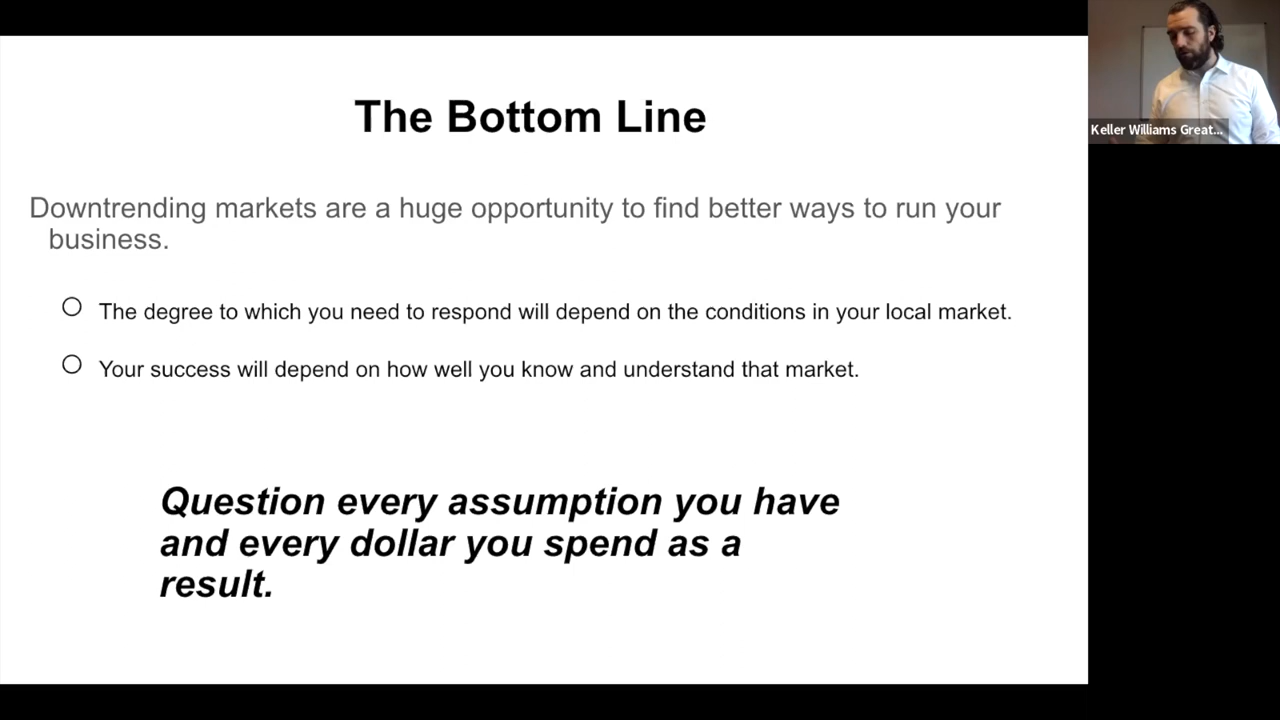 The Bottom Line
Downtrending markets are a huge opportunity to find better ways to run your
business.
The degree to which you need to respond will depend on the conditions in your local market.
Your success will depend on how well you know and understand that market.
Question every assumption you have
and every dollar you spend as a
result.
Keller Williams Great...